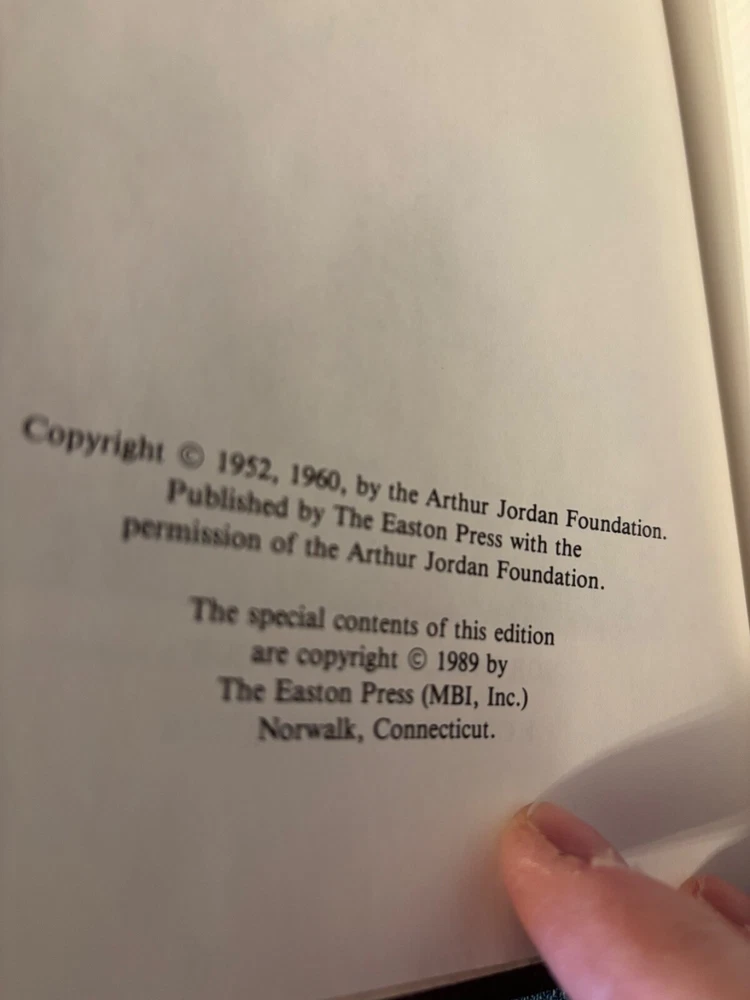 Copyright © 1952, 1960, by the Arthur Jordan Foundation.
Published by The Easton Press with the
permission of the Arthur Jordan Foundation.
The special contents of this edition
are copyright © 1989 by
The Easton Press (MBI, Inc.)
Norwalk, Connecticut.